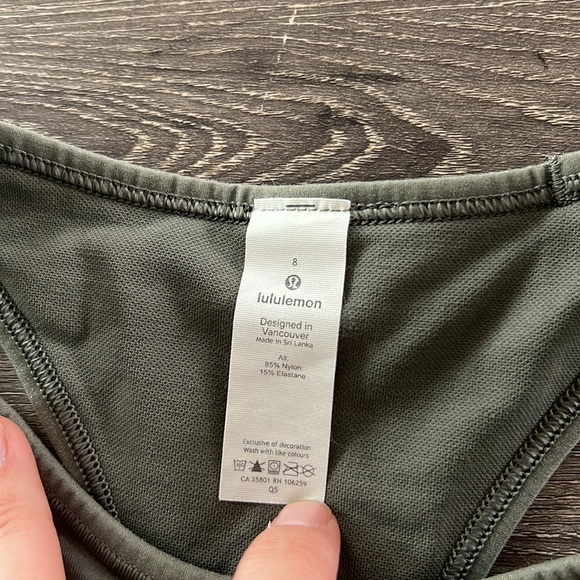 8
lululemon
Designed in
Vancouver
Made in Sri Lanka
All:
85% Nylon
15% Elastane
Exclusive of decoration
Wash with like colours
CA 35801 RN 106259
Q5